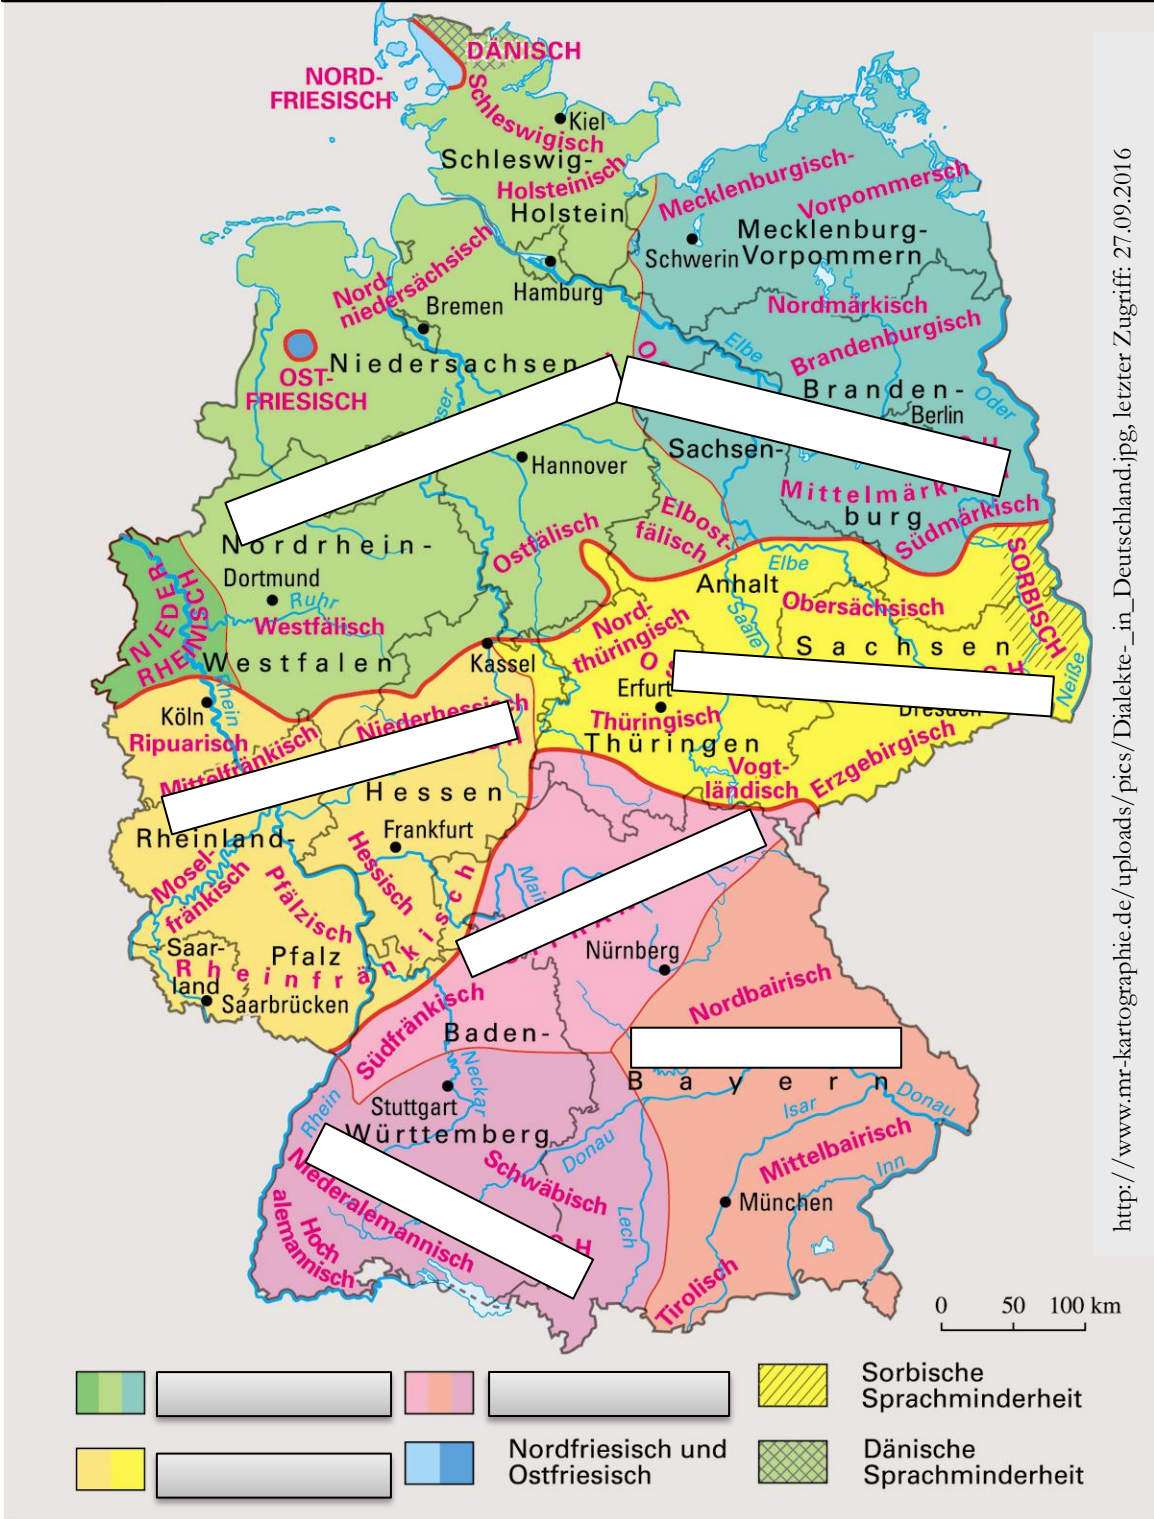 DÄNISCH
NORD-
FRIESISCH
Schleswigisch
Kiel
Schleswig-
Holsteinisch
Holstein
Mecklenburgisch-
Vorpommersch
Mecklenburg-
Schwerin
Vorpommern
Nord-
niedersächsisch
Hamburg
Bremen
Nordmärkisch
Brandenburgisch
Elbe
Niedersachsen
OST-
FRIESISCH
Branden-
Berlin
Oder
Sachsen-
Hannover
Mittelmärk
burg
Südmärkisch
Elbost-
fälisch
Ostfälisch
Nordrhein-
Dortmund
Ruhr
Westfälisch
NIEDER
RHEINISCH
Westfalen
Kassel
Anhalt
Elbe
Saale
Obersächsisch
SORBISCH
Sachsen
Neiße
Nord-
thüringisch
Erfurt
Thüringisch
Thüringen
Dresden
Vogt-
ländisch
Erzgebirgisch
Köln
Rhein
Ripuarisch
Mittelfränkisch
Niederhessisch
Hessen
Rheinland-
Frankfurt
Hessisch
Mosel-
fränkisch
Pfälzisch
Saar-
land
Pfalz
Rheinfränkisch
Saarbrücken
Main
Nürnberg
Nordbairisch
Südfränkisch
Baden-
Neckar
Stuttgart
Württemberg
Rhein
Bayern
Isar
Donau
Donau
Mittelbairisch
Inn
Schwäbisch
Lech
München
Niederalemannisch
Hoch
alemannisch
Tirolisch
0 50 100 km
Sorbische
Sprachminderheit
Nordfriesisch und
Ostfriesisch
Dänische
Sprachminderheit
http://www.mr-kartographie.de/uploads/pics/Dialekte-_in_Deutschland.jpg, letzter Zugriff: 27.09.2016